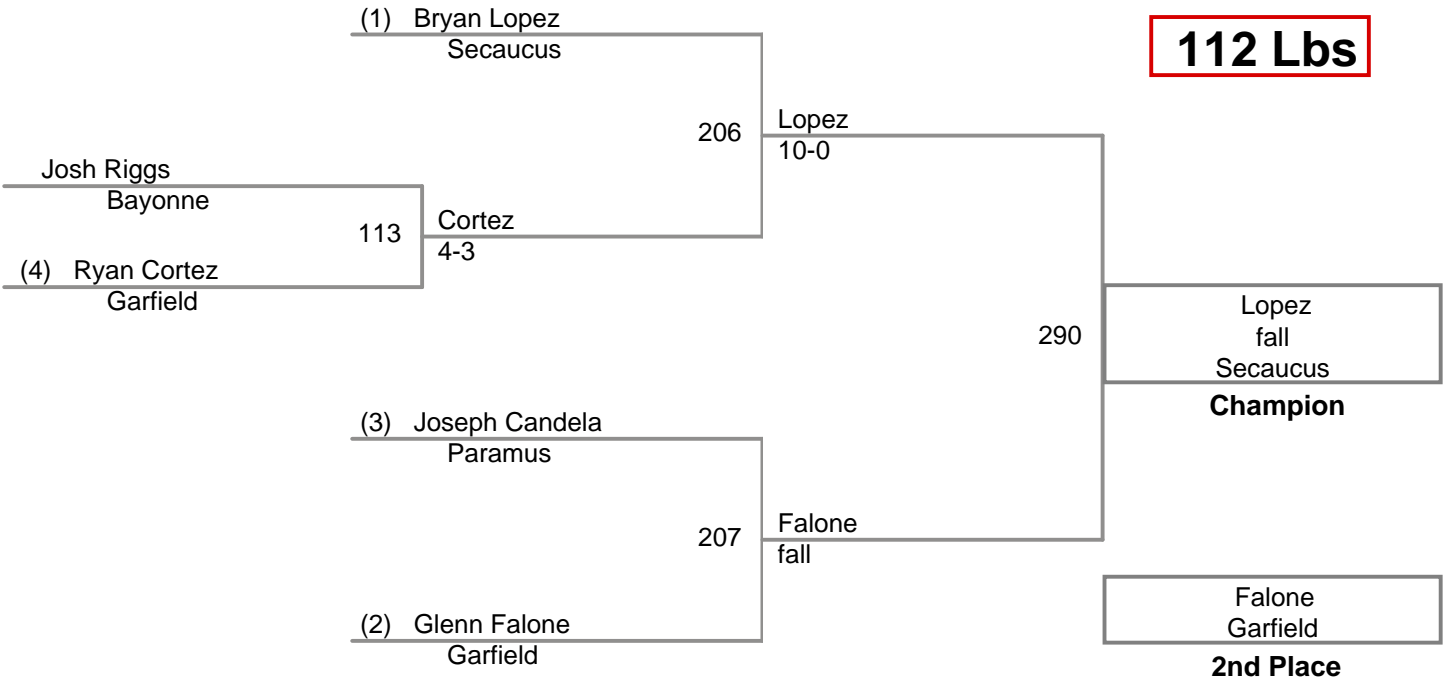 (1) Bryan Lopez
Secaucus
112 Lbs
206
Lopez
10-0
Josh Riggs
Bayonne
113
Cortez
4-3
(4) Ryan Cortez
Garfield
290
Lopez
fall
Secaucus
Champion
(3) Joseph Candela
Paramus
207
Falone
fall
(2) Glenn Falone
Garfield
Falone
Garfield
2nd Place